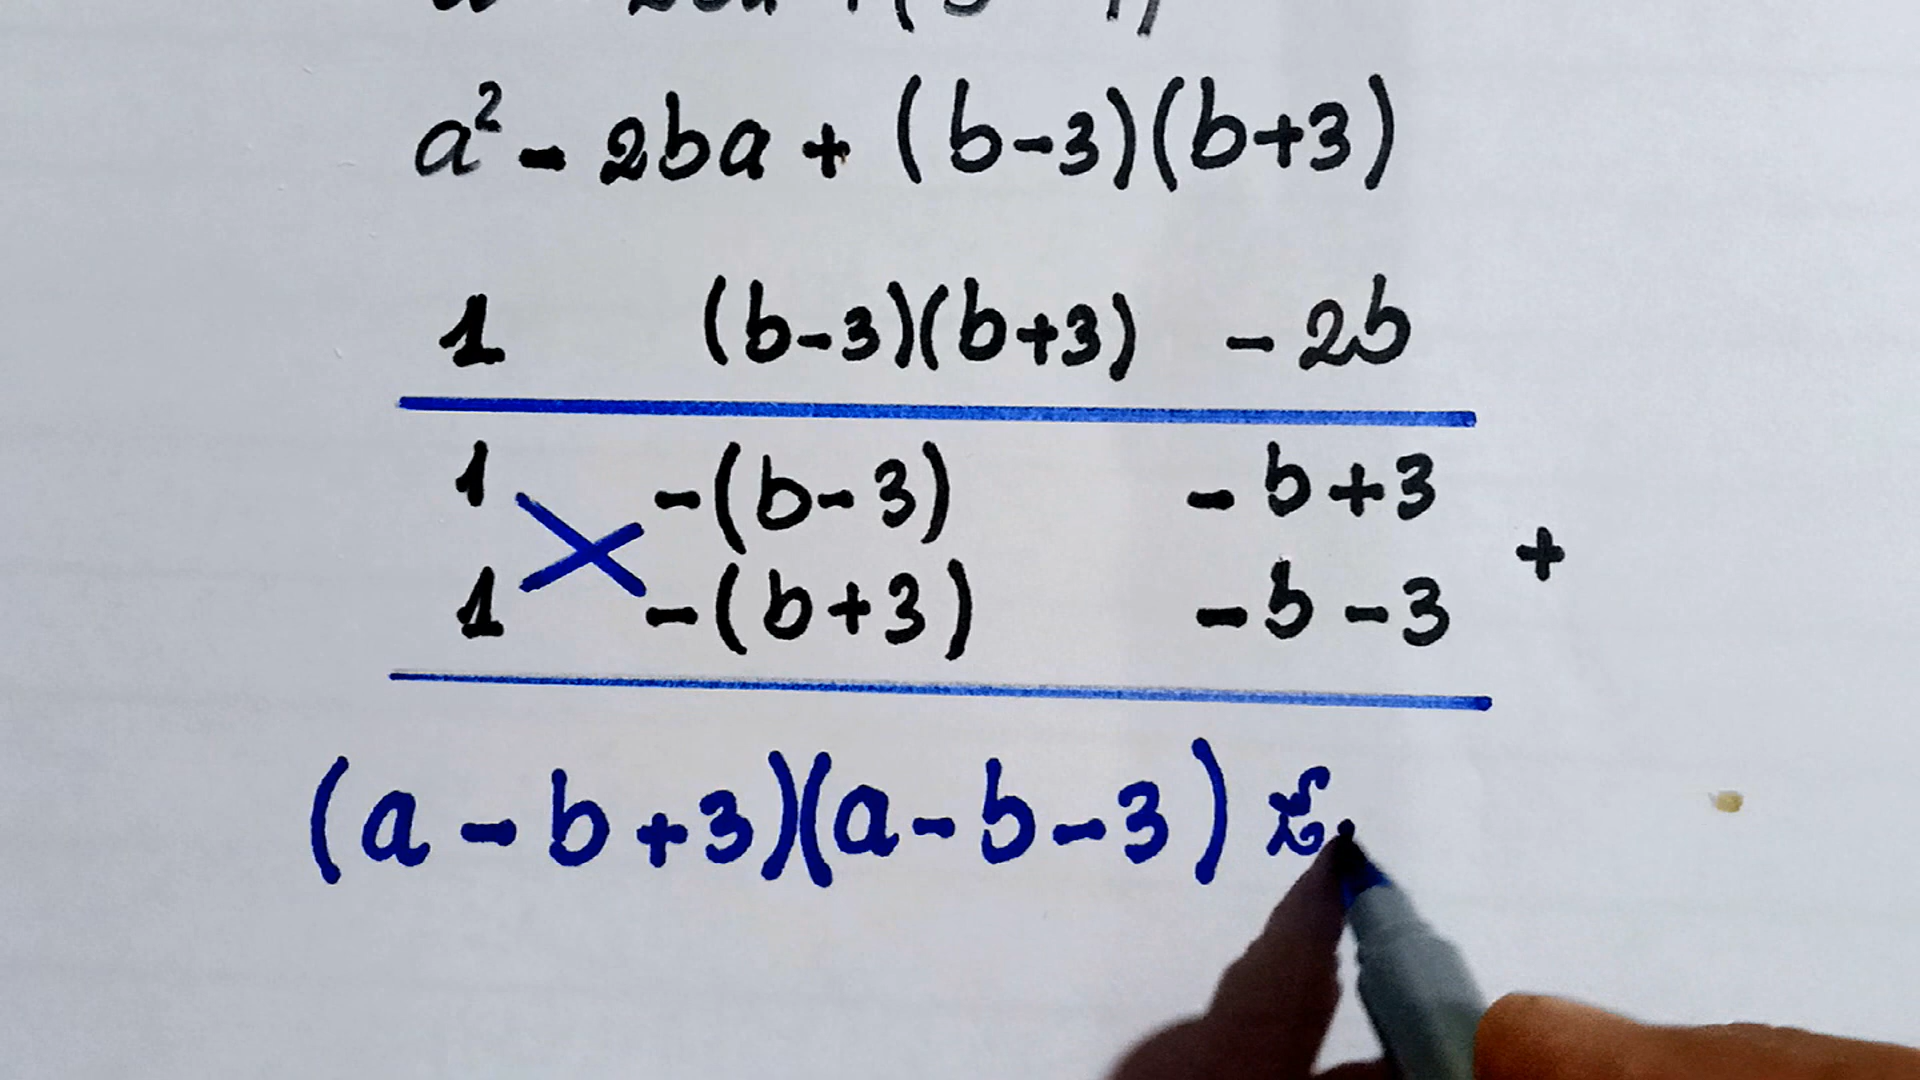 a² - 2ba + (b-3)(b+3)
1 (b-3)(b+3) - 2b
1 -(b-3) - b+3
+
1 -(b+3) - b - 3
(a - b + 3)(a - b - 3)